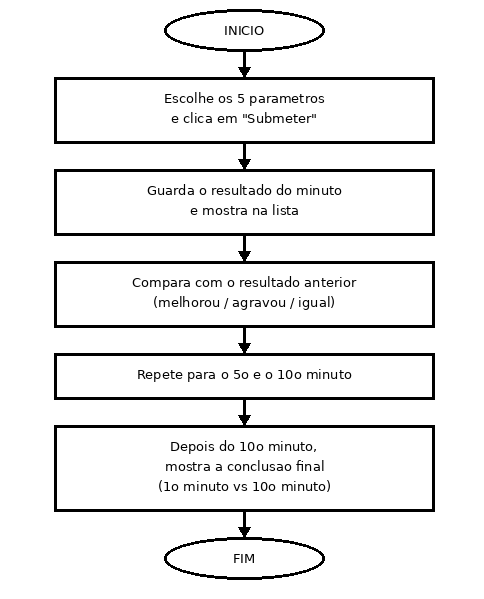 INICIO
Escolhe os 5 parametros
e clica em "Submeter"
Guarda o resultado do minuto
e mostra na lista
Compara com o resultado anterior
(melhorou / agravou / igual)
Repete para o 5o e o 10o minuto
Depois do 10o minuto,
mostra a conclusao final
(1o minuto vs 10o minuto)
FIM